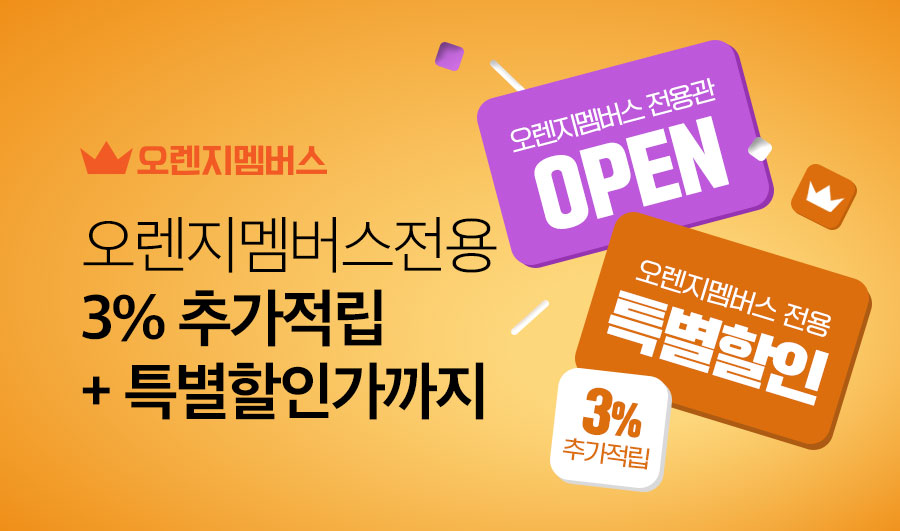 오렌지멤버스
오렌지멤버스전용
3% 추가적립
+ 특별할인가까지
오렌지멤버스 전용관
OPEN
오렌지멤버스 전용
특별할인
3%
추가적립